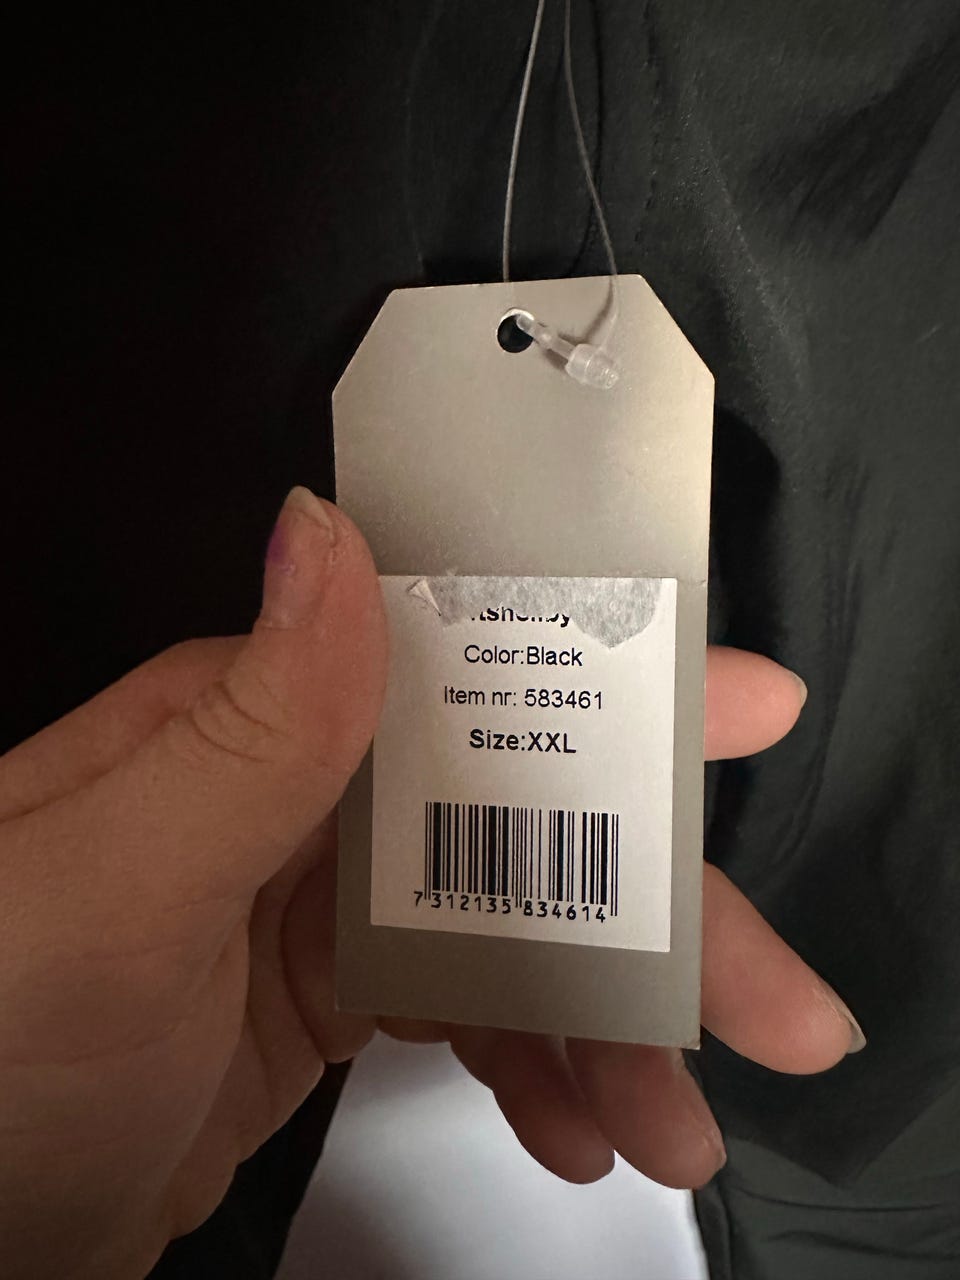 Color:Black
Item nr: 583461
Size:XXL
7 312135 834614